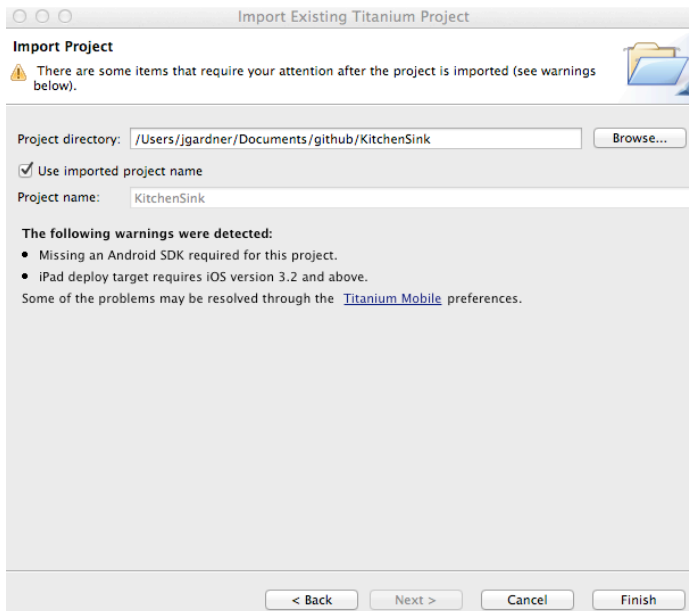 Import Existing Titanium Project
Import Project
There are some items that require your attention after the project is imported (see warnings
below).
Project directory: /Users/jgardner/Documents/github/KitchenSink Browse...
Use imported project name
Project name: KitchenSink
The following warnings were detected:
• Missing an Android SDK required for this project.
• iPad deploy target requires iOS version 3.2 and above.
Some of the problems may be resolved through the Titanium Mobile preferences.
< Back Next > Cancel Finish